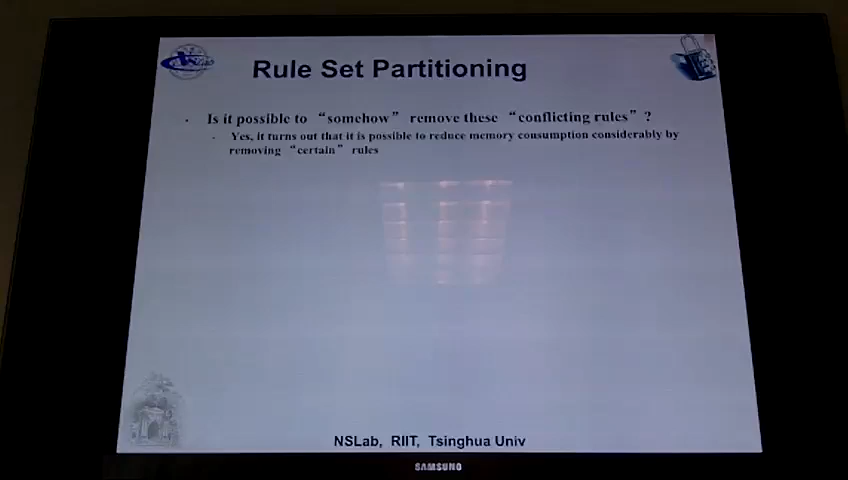 Rule Set Partitioning
Is it possible to “somehow” remove these “conflicting rules”?
Yes, it turns out that it is possible to reduce memory consumption considerably by
removing “certain” rules
NSLab, RIIT, Tsinghua Univ
SAMSUNG